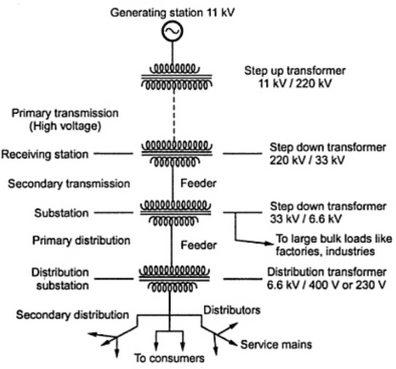 Generating station 11 kV
Step up transformer
11 kV / 220 kV
Primary transmission
(High voltage)
Receiving station
Step down transformer
220 kV / 33 kV
Secondary transmission
Feeder
Substation
Step down transformer
33 kV / 6.6 kV
Primary distribution
Feeder
To large bulk loads like
factories, industries
Distribution
substation
Distribution transformer
6.6 kV / 400 V or 230 V
Secondary distribution
Distributors
Service mains
To consumers